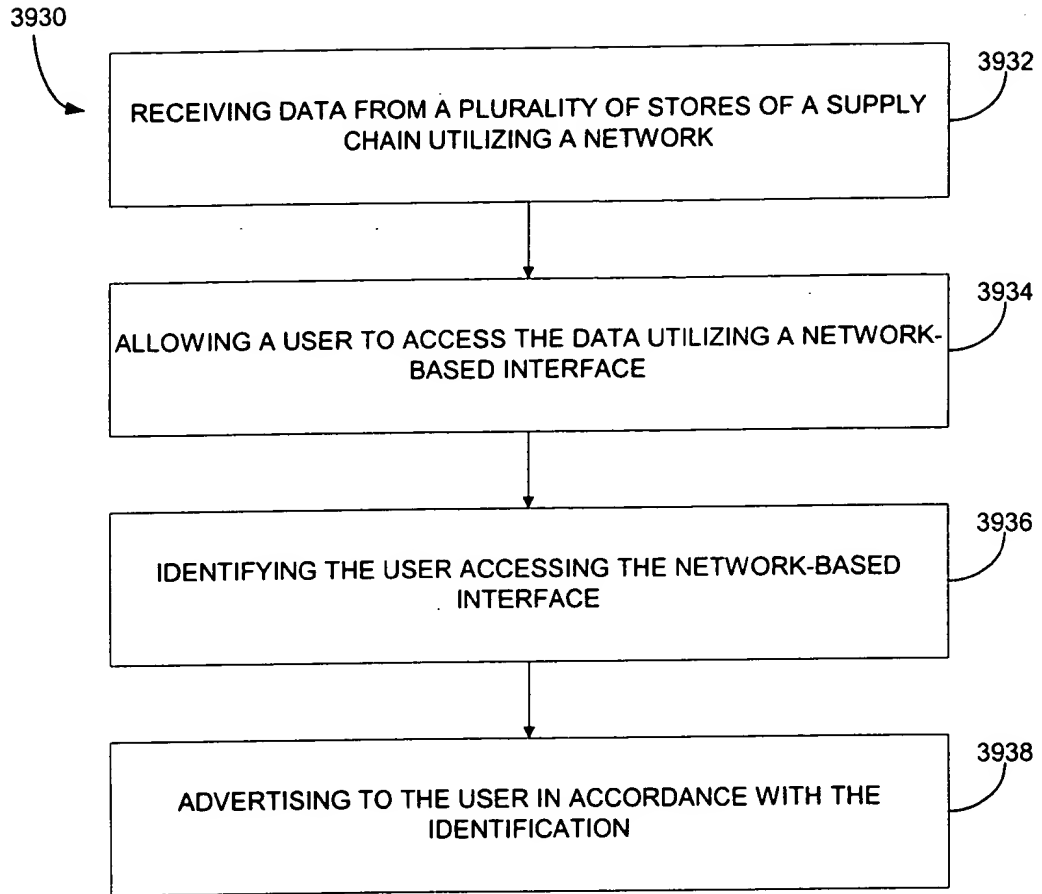 3930
3932
RECEIVING DATA FROM A PLURALITY OF STORES OF A SUPPLY
CHAIN UTILIZING A NETWORK
3934
ALLOWING A USER TO ACCESS THE DATA UTILIZING A NETWORK-
BASED INTERFACE
3936
IDENTIFYING THE USER ACCESSING THE NETWORK-BASED
INTERFACE
3938
ADVERTISING TO THE USER IN ACCORDANCE WITH THE
IDENTIFICATION